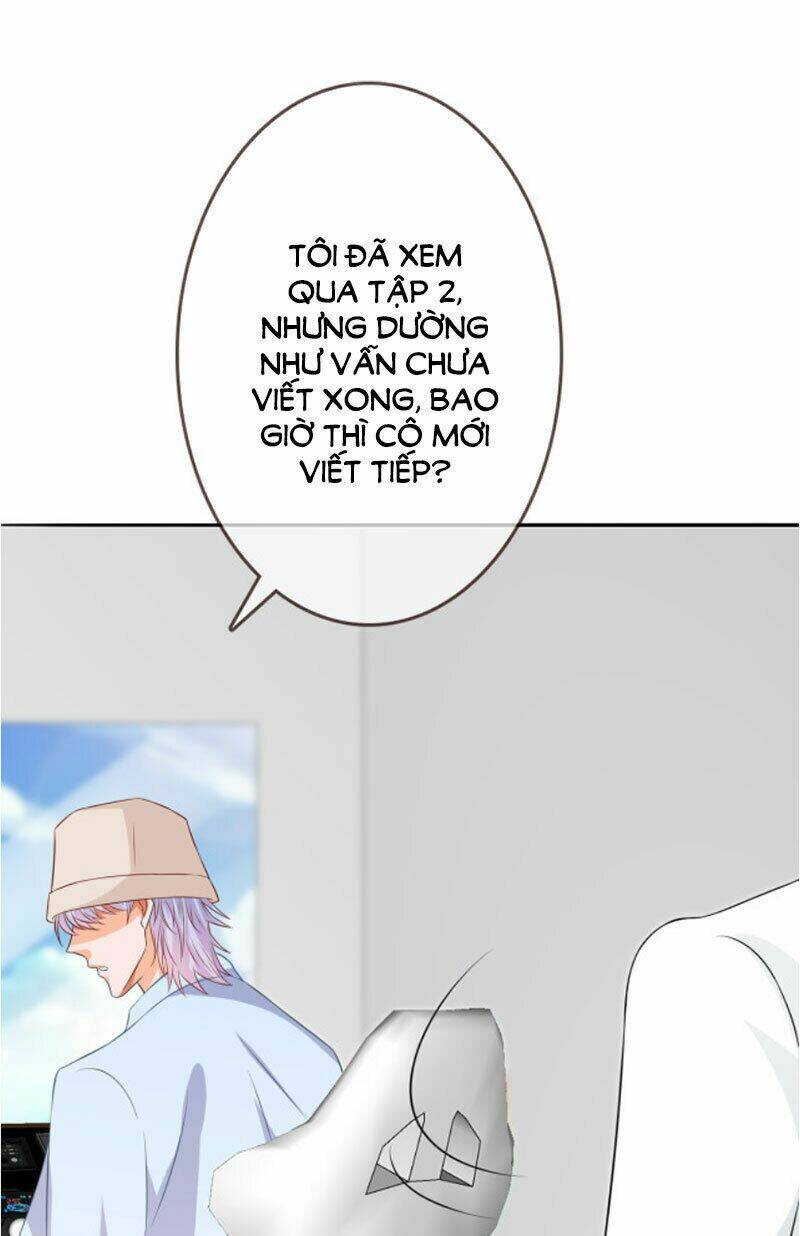 TÔI ĐÃ XEM
QUA TẬP 2,
NHƯNG DƯỜNG
NHƯ VẪN CHƯA
VIẾT XONG, BAO
GIỜ THÌ CÔ MỚI
VIẾT TIẾP?